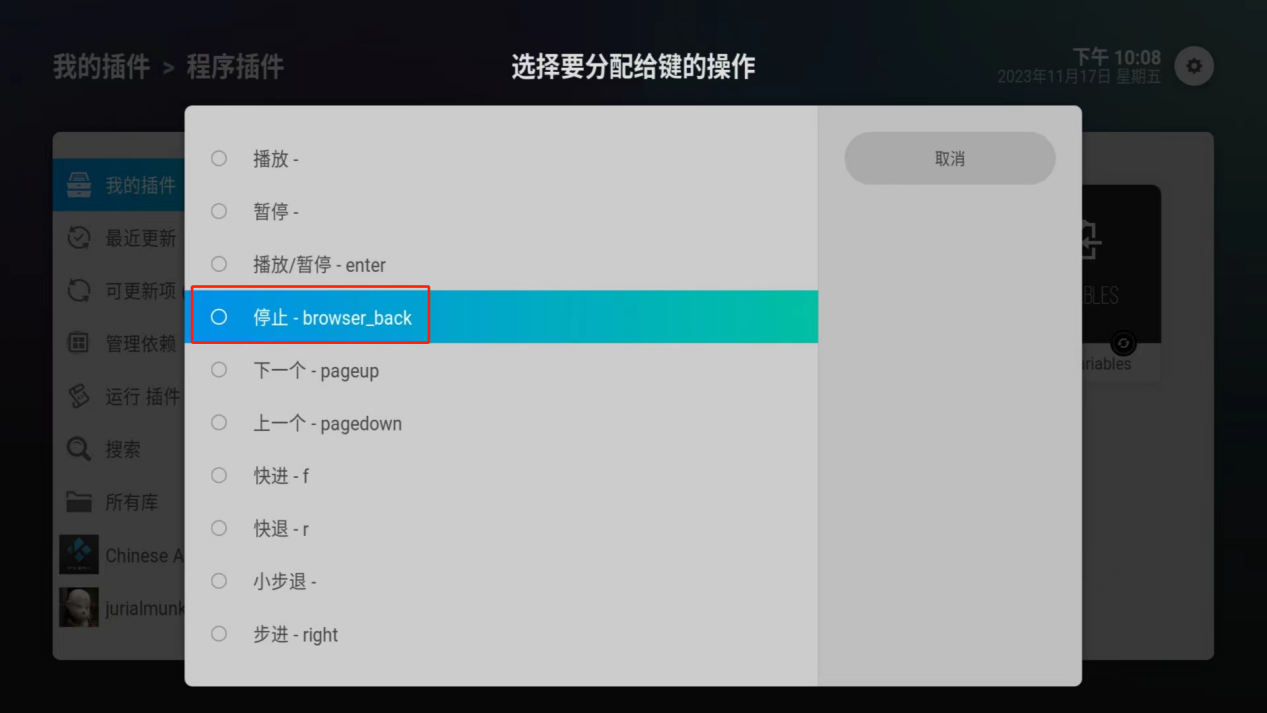 我的插件 > 程序插件
选择要分配给键的操作
下午 10:08
2023年11月17日 星期五
播放 -
暂停 -
播放/暂停 - enter
停止 - browser_back
下一个 - pageup
上一个 - pagedown
快进 - f
快退 - r
小步退 -
步进 - right
取消
我的插件
最近更新
可更新项
管理依赖
运行 插件
搜索
所有库
Chinese A
jurialmunk
BLES
riables